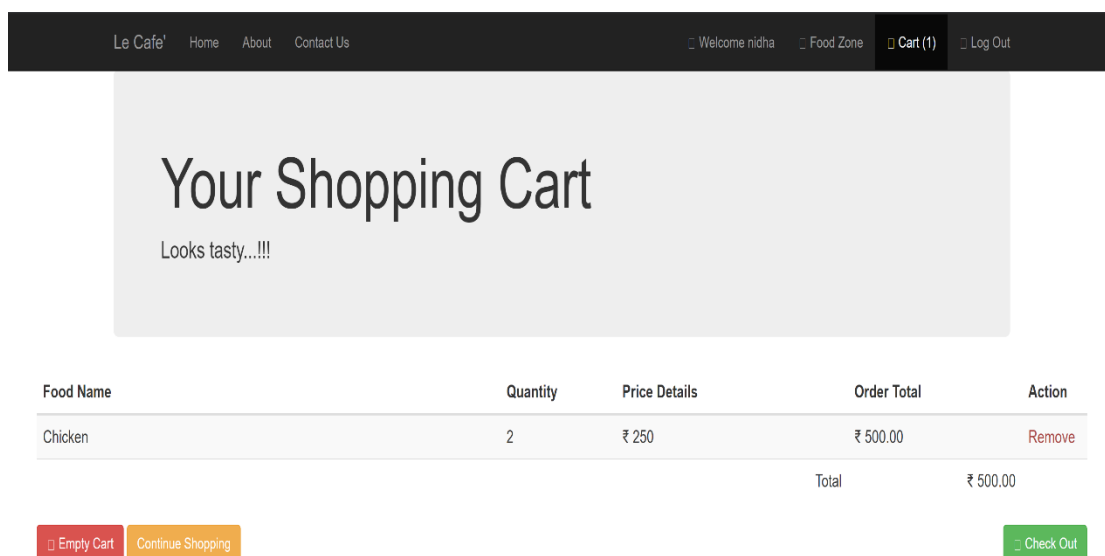 Le Cafe' Home About Contact Us Welcome nidha Food Zone Cart (1) Log Out
Your Shopping Cart
Looks tasty...!!!
Food Name Quantity Price Details Order Total Action
Chicken 2 ₹ 250 ₹ 500.00 Remove
Total ₹ 500.00
Empty Cart Continue Shopping Check Out